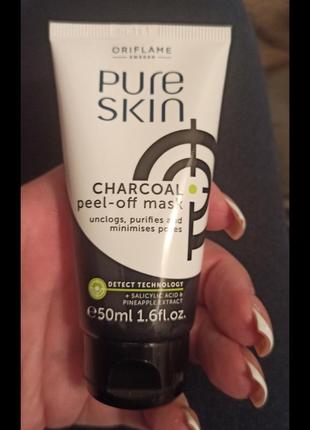 ORIFLAME
SWEDEN
PURE
SKIN
CHARCOAL
peel-off mask
unclogs, purifies and
minimises pores
DETECT TECHNOLOGY
+ SALICYLIC ACID &
PINEAPPLE EXTRACT
℮50ml 1.6fl.oz.